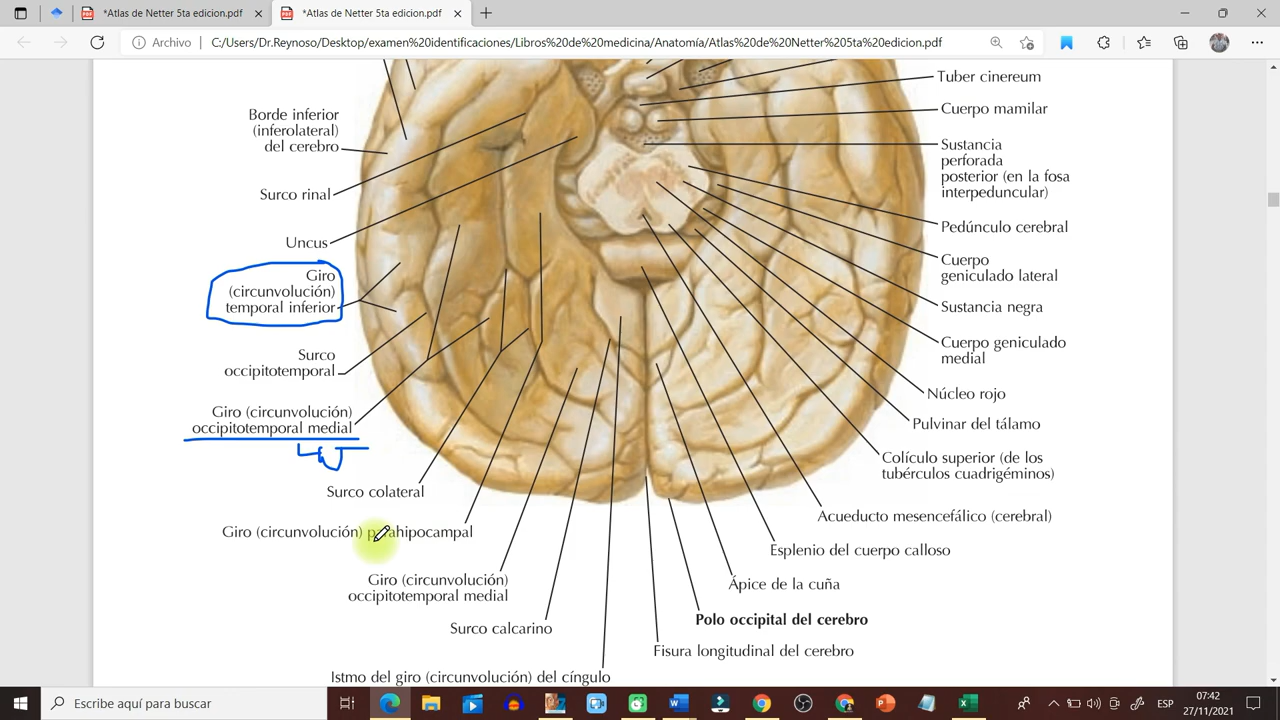 *Atlas de Netter 5ta edicion.pdf
*Atlas de Netter 5ta edicion.pdf
Archivo
C:/Users/Dr.Reynoso/Desktop/examen%20identificaciones/Libros%20de%20medicina/Anatomía/Atlas%20de%20Netter%205ta%20edicion.pdf
Borde inferior
(inferolateral)
del cerebro
Surco rinal
Uncus
Giro
(circunvolución)
temporal inferior
Surco
occipitotemporal
Giro (circunvolución
occipitotemporal medial
Surco colateral
Giro (circunvolución) parahipocampal
Giro (circunvolución)
occipitotemporal medial
Surco calcarino
Istmo del giro (circunvolución) del cíngulo
Tuber cinereum
Cuerpo mamilar
Sustancia
perforada
posterior (en la fosa
interpeduncular)
Pedúnculo cerebral
Cuerpo
geniculado lateral
Sustancia negra
Cuerpo geniculado
medial
Núcleo rojo
Pulvinar del tálamo
Colículo superior (de los
tubérculos cuadrigéminos)
Acueducto mesencefálico (cerebral)
Esplenio del cuerpo calloso
Ápice de la cuña
Polo occipital del cerebro
Fisura longitudinal del cerebro
Escribe aquí para buscar
ESP
07:42
27/11/2021